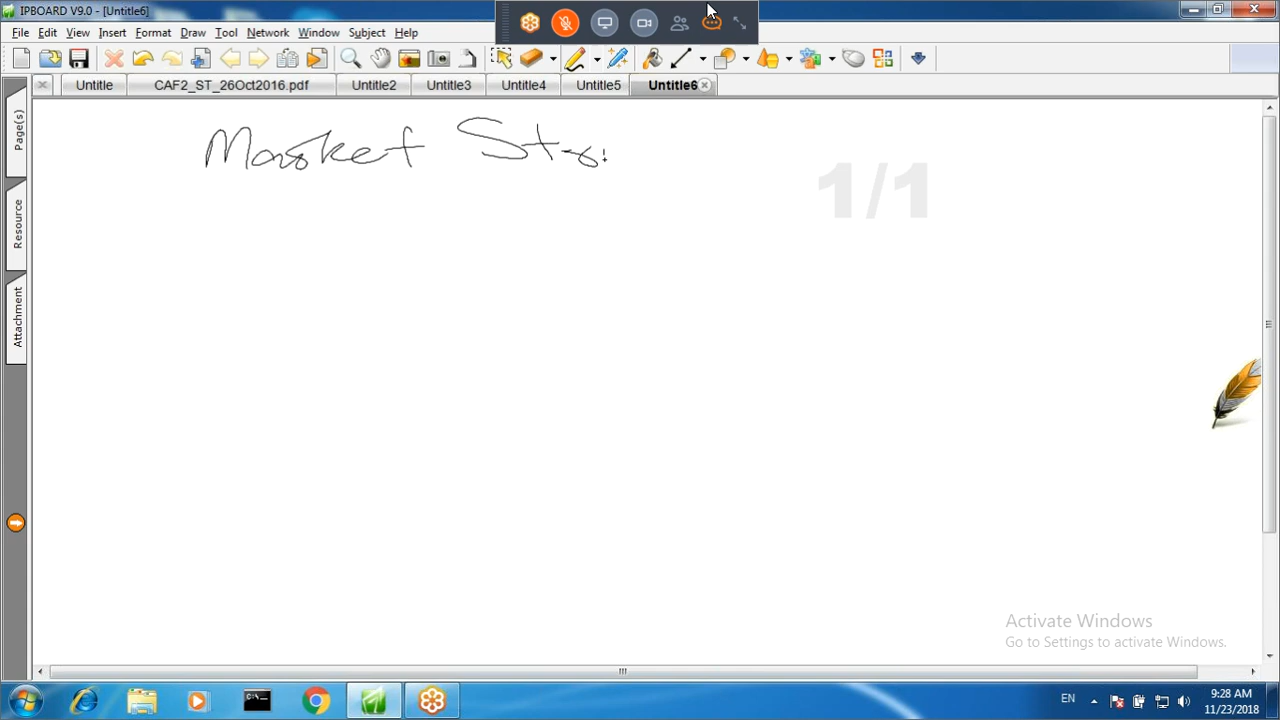 IPBOARD V9.0 - [Untitle6]
File Edit View Insert Format Draw Tool Network Window Subject Help
Untitle CAF2_ST_26Oct2016.pdf Untitle2 Untitle3 Untitle4 Untitle5 Untitle6
Page(s)
Resource
Attachment
Market
1/1
Activate Windows
Go to Settings to activate Windows.
EN
9:28 AM
11/23/2018